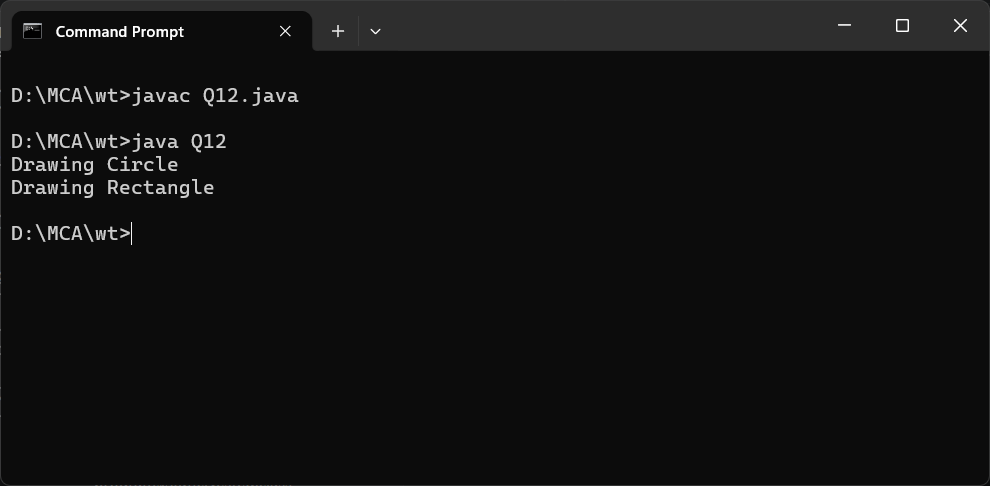 Command Prompt
D:\MCA\wt>javac Q12.java
D:\MCA\wt>java Q12
Drawing Circle
Drawing Rectangle
D:\MCA\wt>